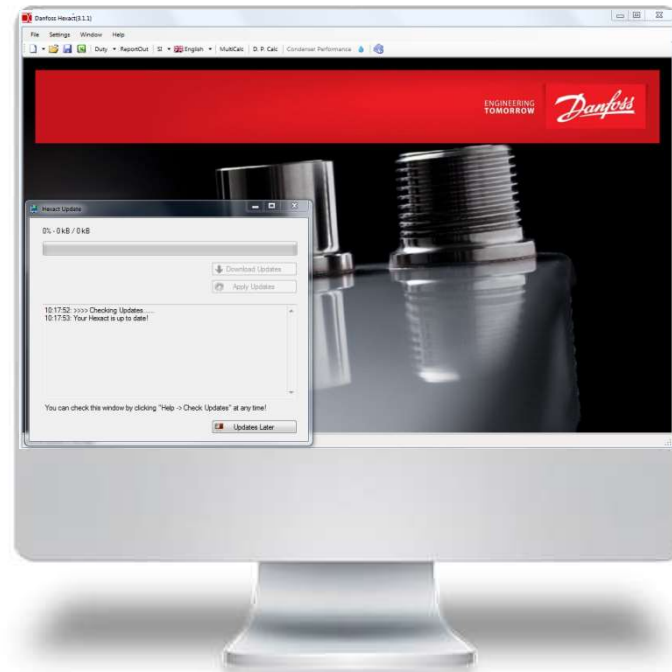 Danfoss Hexact(3.1.1)
File Settings Window Help
Duty ReportOut SI English MultiCalc D. P. Calc Condenser Performance
ENGINEERING
TOMORROW
Danfoss
Hexact Update
0% - 0 kB / 0 kB
Download Updates
Apply Updates
10:17:52: >>>> Checking Updates......
10:17:53: Your Hexact is up to date!
You can check this window by clicking "Help -> Check Updates" at any time!
Updates Later